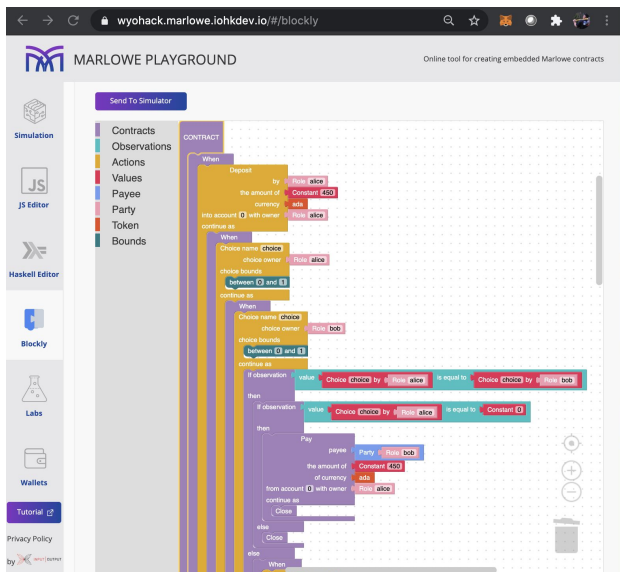 wyohack.marlowe.iohkdev.io/#/blockly
MARLOWE PLAYGROUND
Online tool for creating embedded Marlowe contracts
Simulation
JS
JS Editor
Haskell Editor
Blockly
Labs
Wallets
Tutorial
Privacy Policy
by INPUT OUTPUT
Send To Simulator
Contracts
Observations
Actions
Values
Payee
Party
Token
Bounds
CONTRACT
When
Deposit
by Role alice
the amount of Constant 450
currency ada
into account 0 with owner Role alice
continue as
When
Choice name choice
choice owner Role alice
choice bounds
between 0 and 1
continue as
When
Choice name choice
choice owner Role bob
choice bounds
between 0 and 1
continue as
If observation value Choice choice by Role alice is equal to Choice choice by Role bob
then
If observation value Choice choice by Role alice is equal to Constant 0
then
Pay
payee Party Role bob
the amount of Constant 450
of currency ada
from account 0 with owner Role alice
continue as
Close
else
Close
else
When